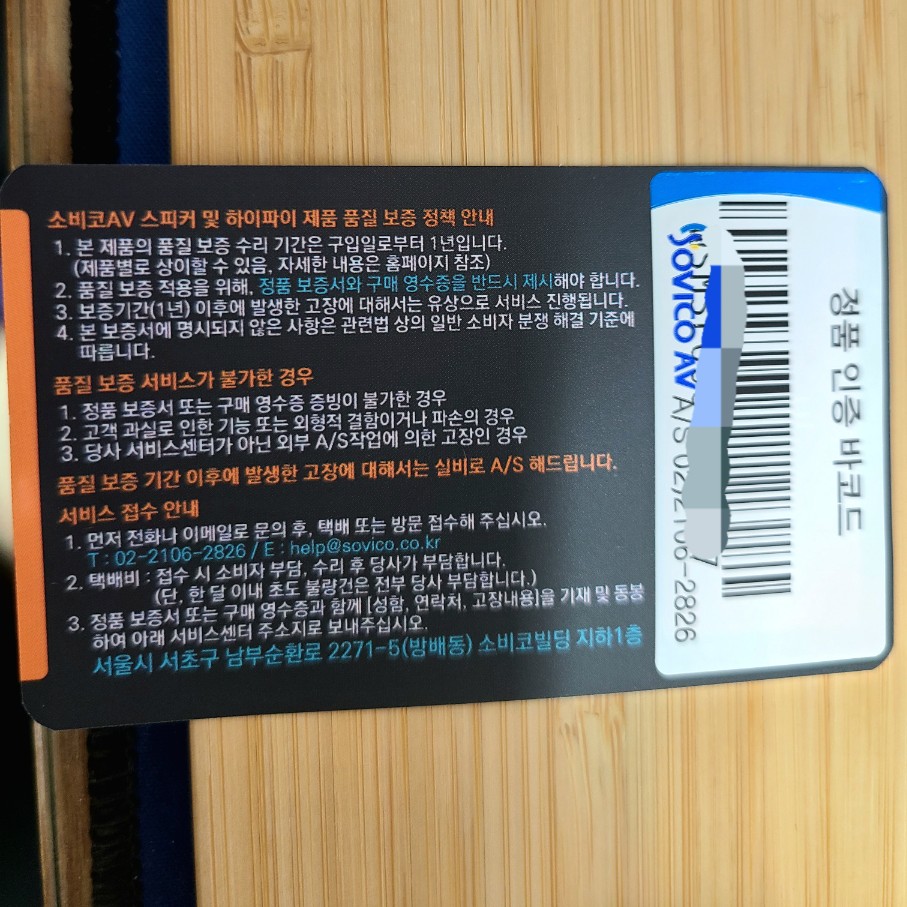 소비코AV 스피커 및 하이파이 제품 품질 보증 정책 안내
1. 본 제품의 품질 보증 수리 기간은 구입일로부터 1년입니다.
(제품별로 상이할 수 있음, 자세한 내용은 홈페이지 참조)
2. 품질 보증 적용을 위해, 정품 보증서와 구매 영수증을 반드시 제시해야 합니다.
3. 보증기간(1년) 이후에 발생한 고장에 대해서는 유상으로 서비스 진행됩니다.
4. 본 보증서에 명시되지 않은 사항은 관련법 상의 일반 소비자 분쟁 해결 기준에
따릅니다.
품질 보증 서비스가 불가한 경우
1. 정품 보증서 또는 구매 영수증 증빙이 불가한 경우
2. 고객 과실로 인한 기능 또는 외형적 결함이거나 파손의 경우
3. 당사 서비스센터가 아닌 외부 A/S작업에 의한 고장인 경우
품질 보증 기간 이후에 발생한 고장에 대해서는 실비로 A/S 해드립니다.
서비스 접수 안내
1. 먼저 전화나 이메일로 문의 후, 택배 또는 방문 접수해 주십시오.
T : 02-2106-2826 / E : help@sovico.co.kr
2. 택배비 : 접수 시 소비자 부담, 수리 후 당사가 부담합니다.
(단, 한 달 이내 초도 불량건은 전부 당사 부담합니다.)
3. 정품 보증서 또는 구매 영수증과 함께 [성함, 연락처, 고장내용]을 기재 및 동봉
하여 아래 서비스센터 주소지로 보내주십시오.
서울시 서초구 남부순환로 2271-5(방배동) 소비코빌딩 지하1층
정품 인증 바코드
7
SOVICO AV A/S 02/2106-2826